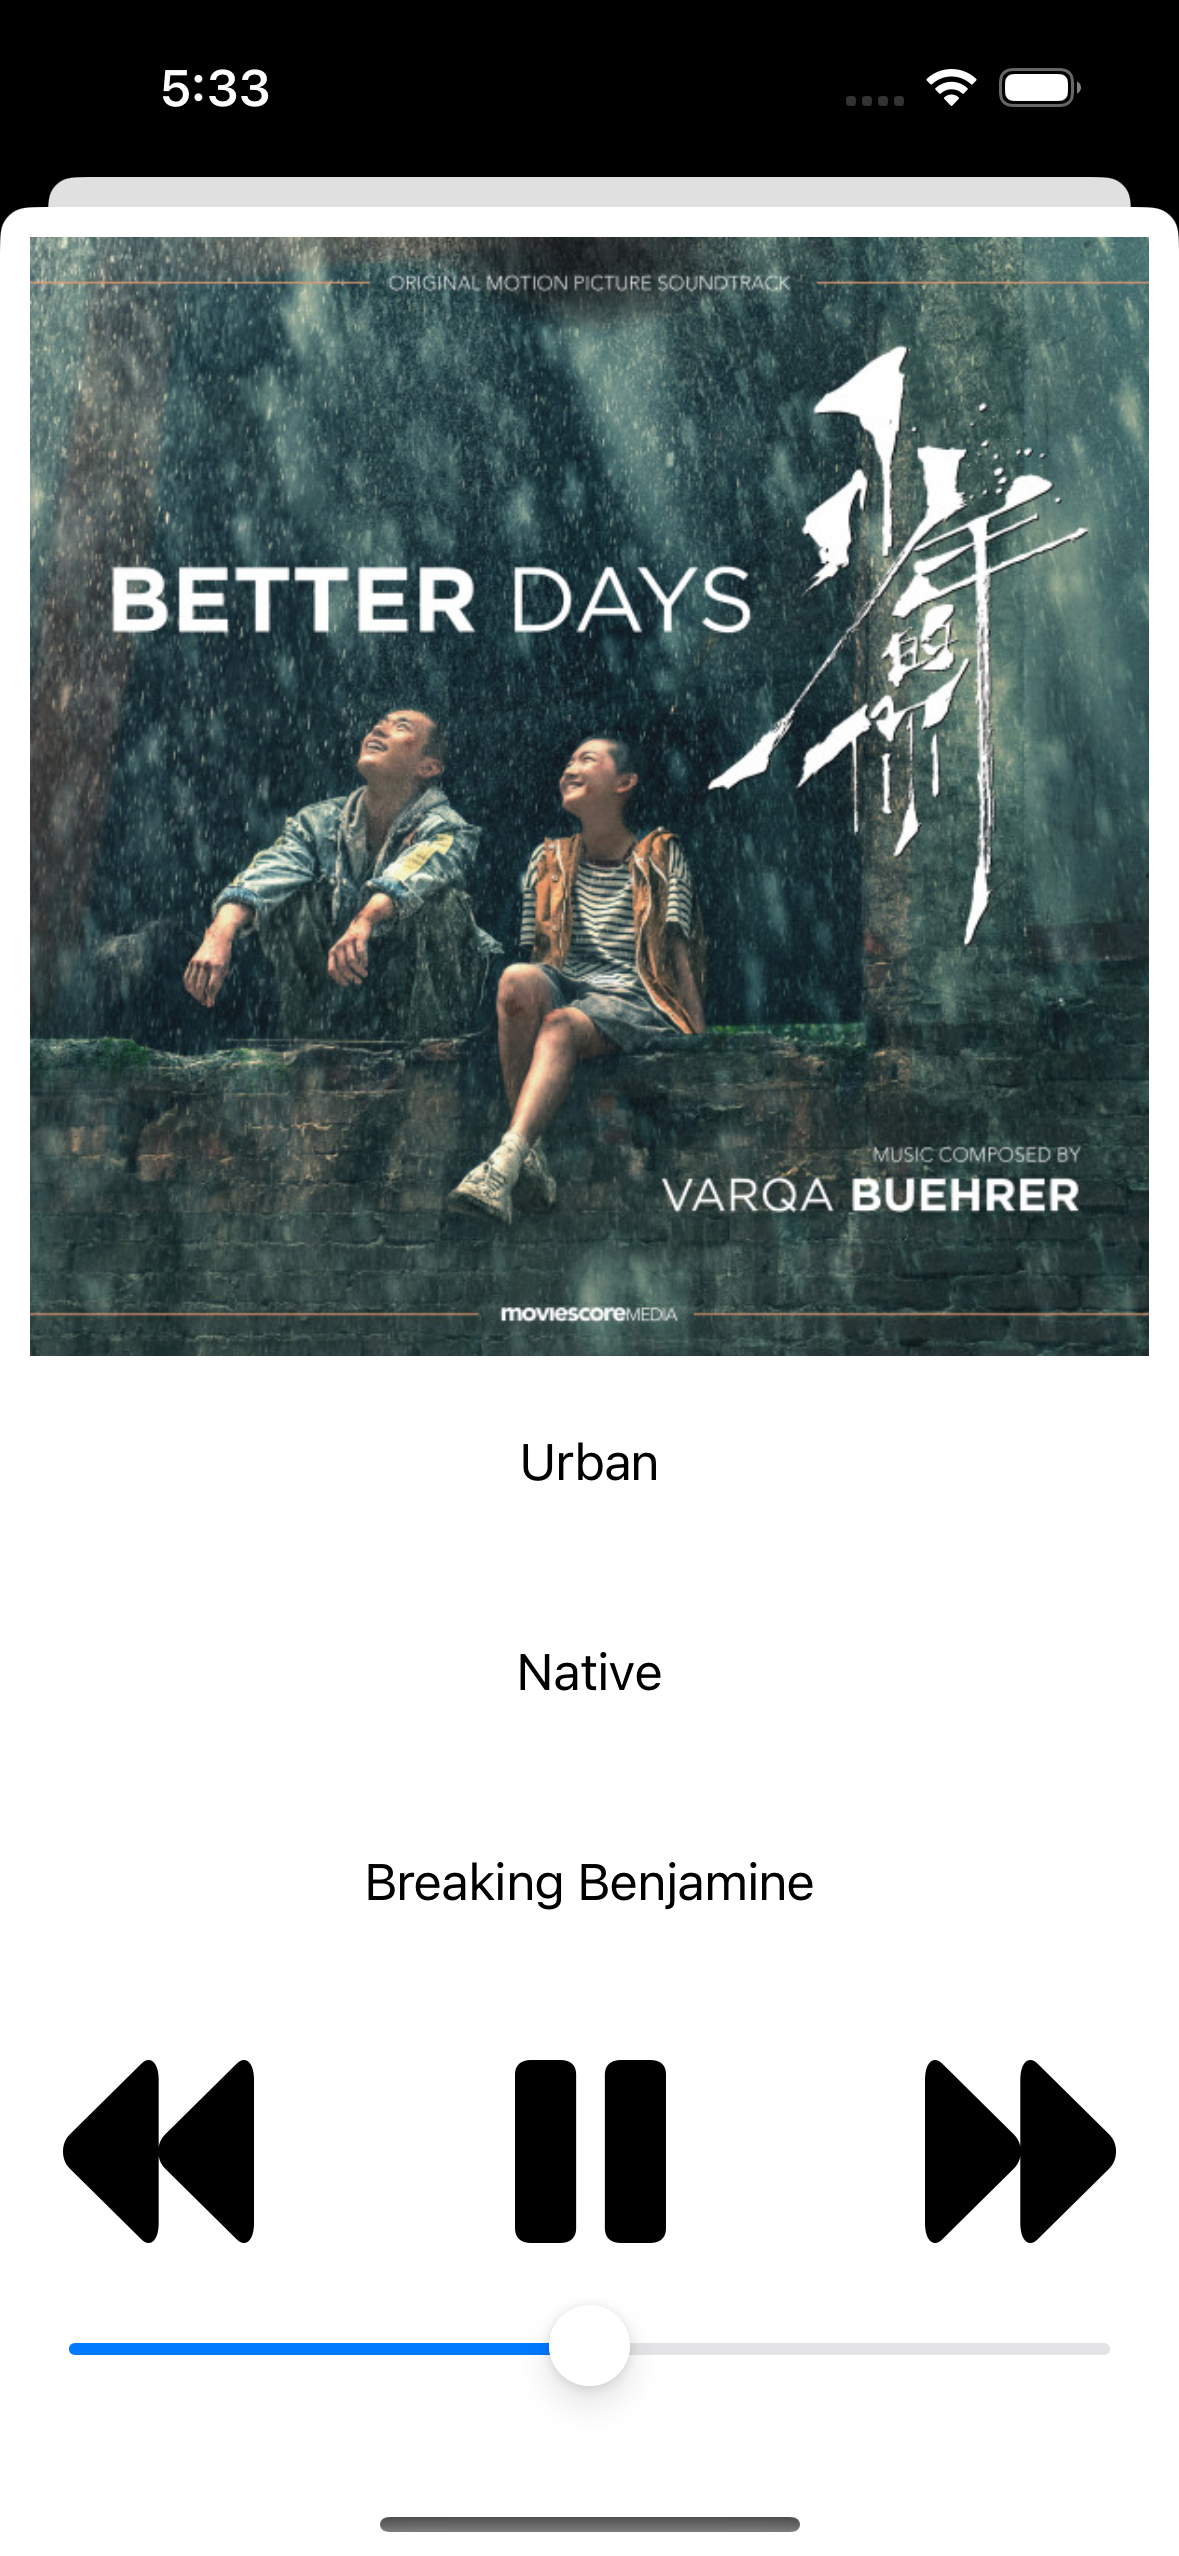 5:33
ORIGINAL MOTION PICTURE SOUNDTRACK
少年的你
BETTER DAYS
MUSIC COMPOSED BY
VARQA BUEHRER
moviescoreMEDIA
Urban
Native
Breaking Benjamine